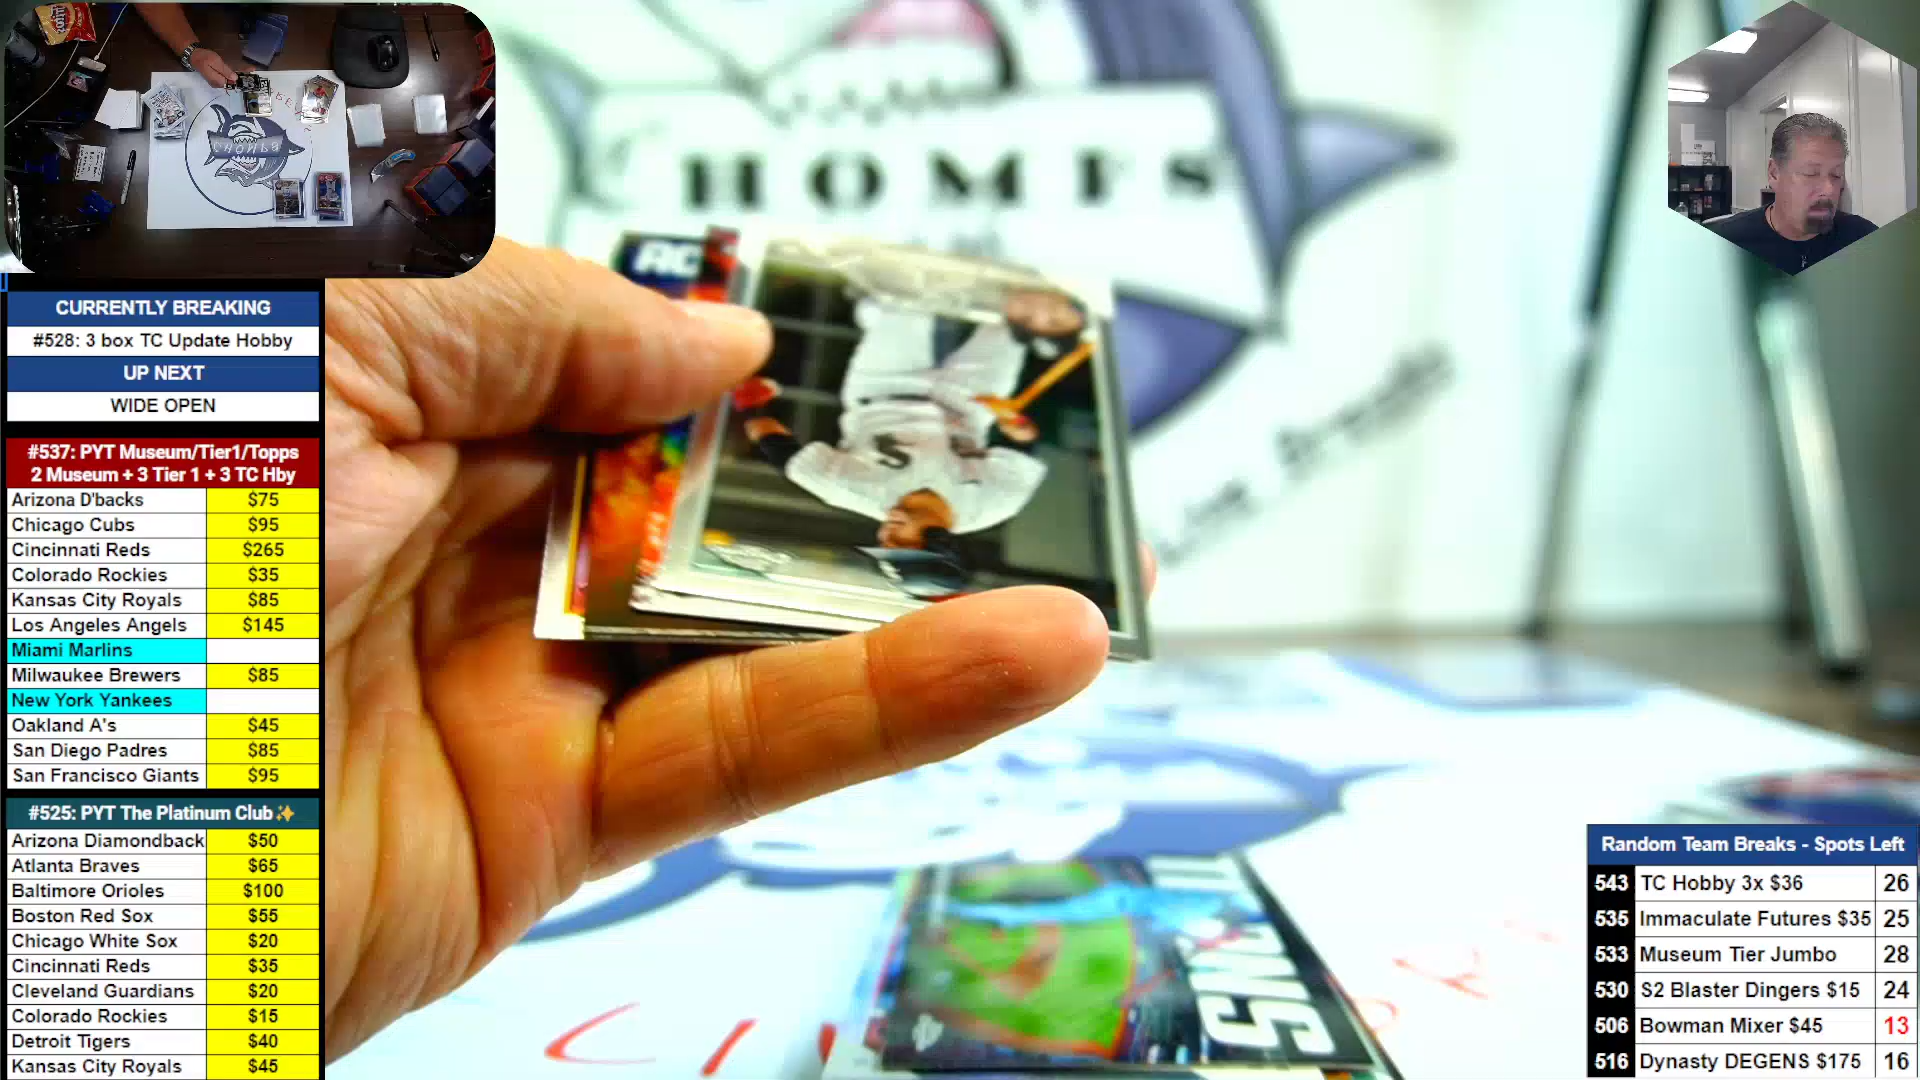 CURRENTLY BREAKING
#528: 3 box TC Update Hobby
UP NEXT
WIDE OPEN
#537: PYT Museum/Tier1/Topps
2 Museum + 3 Tier 1 + 3 TC Hby
Arizona D'backs $75
Chicago Cubs $95
Cincinnati Reds $265
Colorado Rockies $35
Kansas City Royals $85
Los Angeles Angels $145
Miami Marlins
Milwaukee Brewers $85
New York Yankees
Oakland A's $45
San Diego Padres $85
San Francisco Giants $95
#525: PYT The Platinum Club✨
Arizona Diamondback $50
Atlanta Braves $65
Baltimore Orioles $100
Boston Red Sox $55
Chicago White Sox $20
Cincinnati Reds $35
Cleveland Guardians $20
Colorado Rockies $15
Detroit Tigers $40
Kansas City Royals $45
Random Team Breaks - Spots Left
543 TC Hobby 3x $36 26
535 Immaculate Futures $35 25
533 Museum Tier Jumbo 28
530 S2 Blaster Dingers $15 24
506 Bowman Mixer $45 13
516 Dynasty DEGENS $175 16